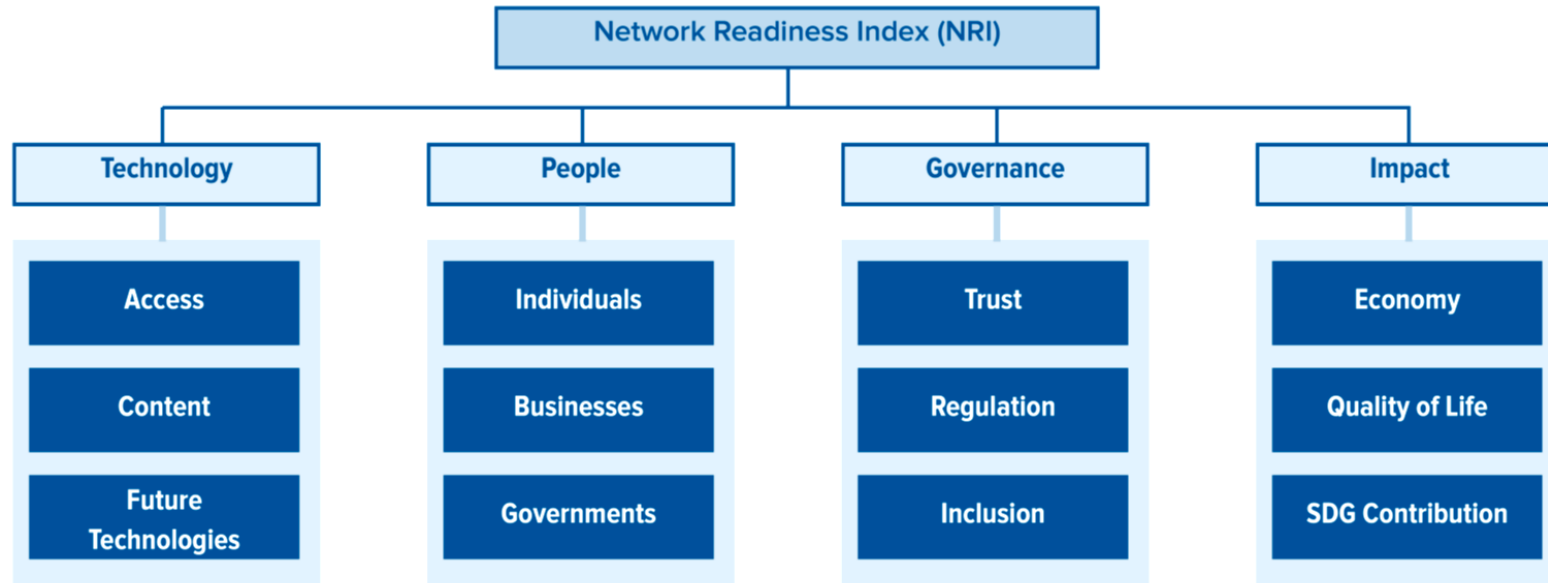 Network Readiness Index (NRI)
Technology
People
Governance
Impact
Access
Individuals
Trust
Economy
Content
Businesses
Regulation
Quality of Life
Future
Technologies
Governments
Inclusion
SDG Contribution